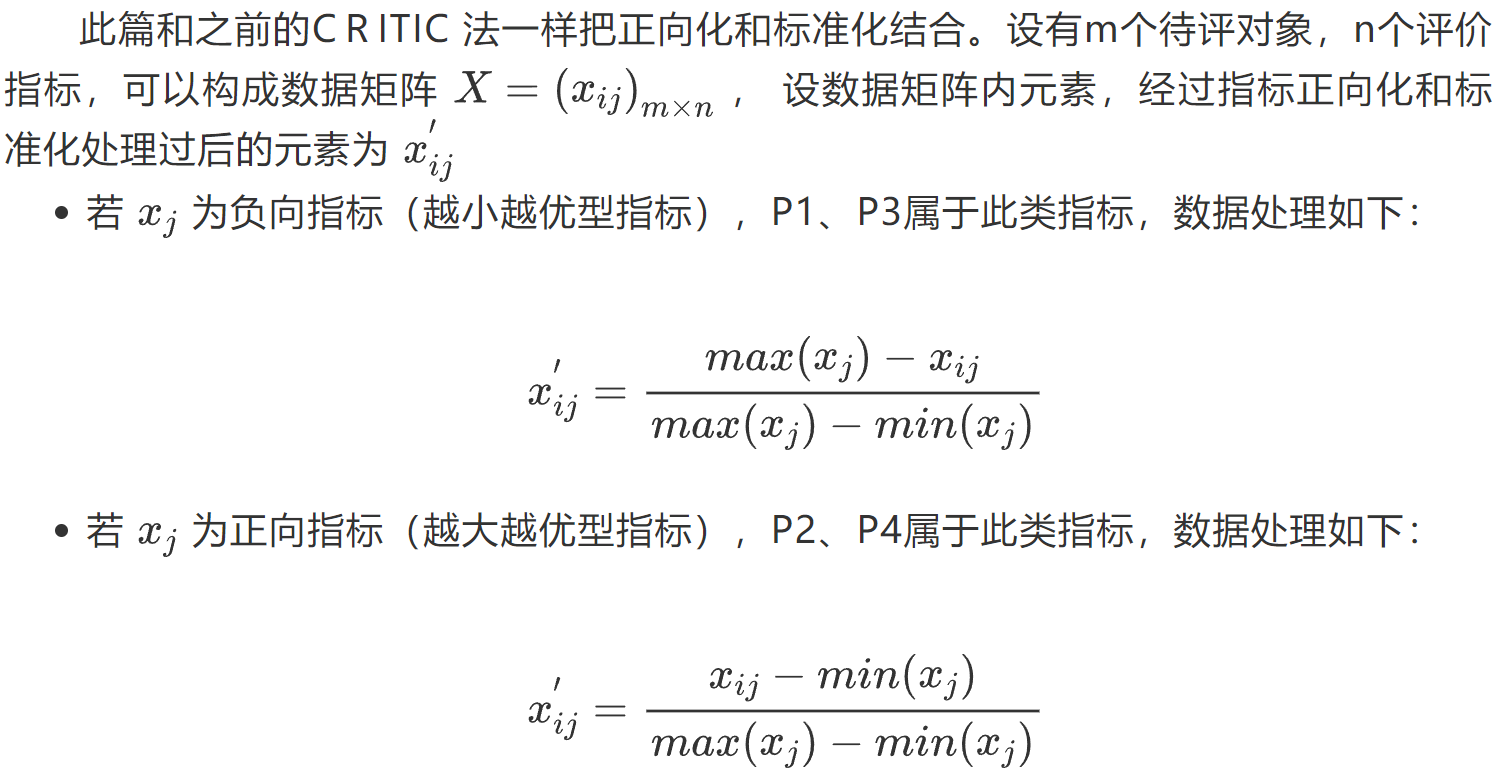 此篇和之前的C R ITIC 法一样把正向化和标准化结合。设有m个待评对象，n个评价
指标，可以构成数据矩阵 $X = (x_{ij})_{m \times n}$ ， 设数据矩阵内元素，经过指标正向化和标
准化处理过后的元素为 $x_{ij}^{'}$
• 若 $x_j$ 为负向指标（越小越优型指标），P1、P3属于此类指标，数据处理如下：
$x_{ij}^{'} = \frac{max(x_j) - x_{ij}}{max(x_j) - min(x_j)}$
• 若 $x_j$ 为正向指标（越大越优型指标），P2、P4属于此类指标，数据处理如下：
$x_{ij}^{'} = \frac{x_{ij} - min(x_j)}{max(x_j) - min(x_j)}$